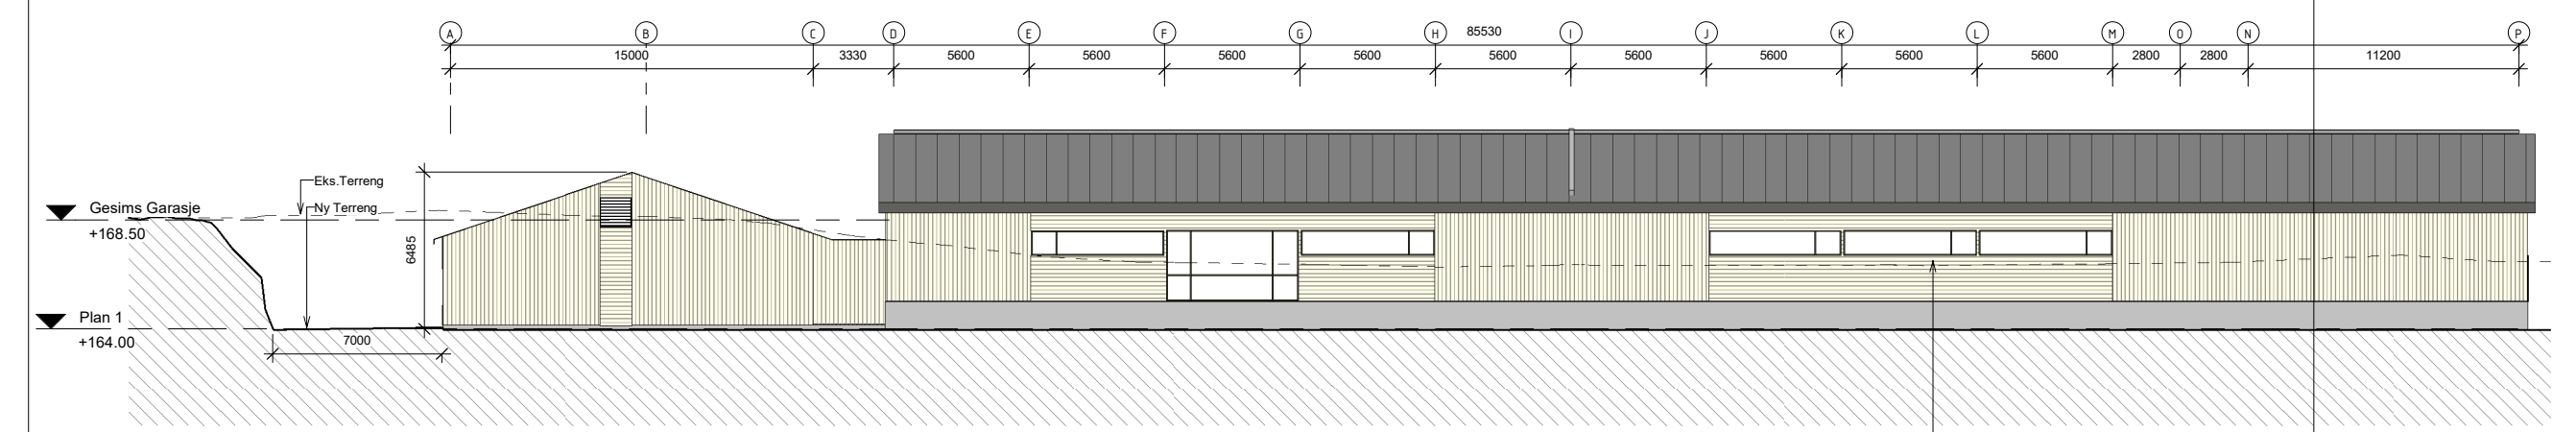 A B C D E F G H 85530 I J K L M O N P
15000 3330 5600 5600 5600 5600 5600 5600 5600 5600 5600 2800 2800 11200
Eks.Terreng
Gesims Garasje
Ny Terreng
+168.50
6485
Plan 1
+164.00
7000